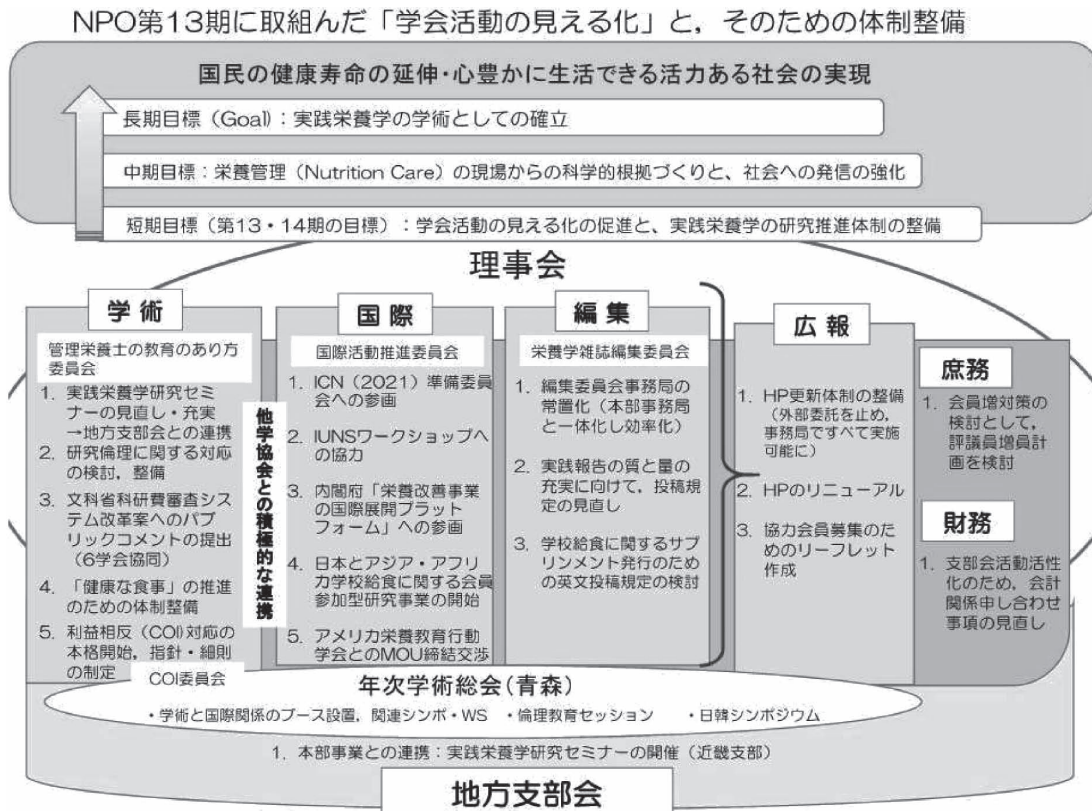 NPO第13期に取組んだ「学会活動の見える化」と，そのための体制整備
国民の健康寿命の延伸・心豊かに生活できる活力ある社会の実現
長期目標（Goal）：実践栄養学の学術としての確立
中期目標：栄養管理（Nutrition Care）の現場からの科学的根拠づくりと、社会への発信の強化
短期目標（第13・14期の目標）：学会活動の見える化の促進と、実践栄養学の研究推進体制の整備
理事会
学術
管理栄養士の教育のあり方
委員会
1. 実践栄養学研究セミ
ナーの見直し・充実
→地方支部会との連携
2. 研究倫理に関する対応
の検討，整備
3. 文科省科研費審査シス
テム改革案へのパブ
リックコメントの提出
（6学会協同）
4. 「健康な食事」の推進
のための体制整備
5. 利益相反（COI）対応の
本格開始，指針・細則
の制定
COI委員会
他学協会との積極的な連携
国際
国際活動推進委員会
1. ICN（2021）準備委員
会への参画
2. IUNSワークショップへ
の協力
3. 内閣府「栄養改善事業
の国際展開プラット
フォーム」への参画
4. 日本とアジア・アフリ
カ学校給食に関する会員
参加型研究事業の開始
5. アメリカ栄養教育行動
学会とのMOU締結交渉
編集
栄養学雑誌編集委員会
1. 編集委員会事務局の
常置化（本部事務局
と一体化し効率化）
2. 実践報告の質と量の
充実に向けて，投稿規
定の見直し
3. 学校給食に関するサプ
リンメント発行のため
の英文投稿規定の検討
広報
1. HP更新体制の整備
（外部委託を止め，
事務局ですべて実施
可能に）
2. HPのリニューアル
3. 協力会員募集のた
めのリーフレット
作成
庶務
1. 会員増対策の
検討として，
評議員増員計
画を検討
財務
1. 支部会活動活性
化のため，会計
関係申し合わせ
事項の見直し
年次学術総会（青森）
・学術と国際関係のブース設置，関連シンポ・WS ・倫理教育セッション ・日韓シンポジウム
1. 本部事業との連携：実践栄養学研究セミナーの開催（近畿支部）
地方支部会